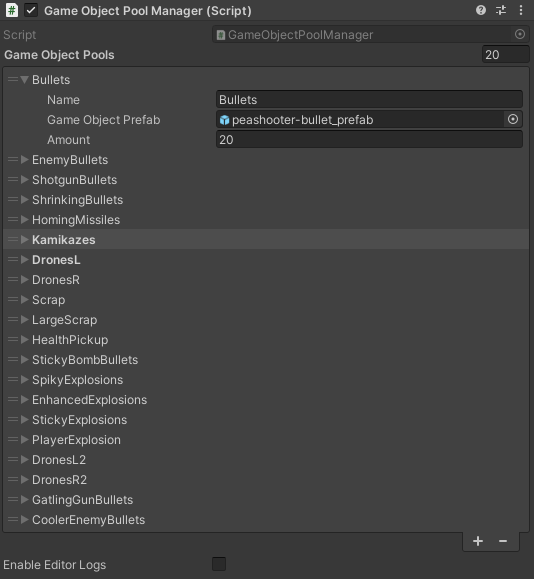 # Game Object Pool Manager (Script)
Script #GameObjectPoolManager
Game Object Pools 20
Bullets
Name Bullets
Game Object Prefab peashooter-bullet_prefab
Amount 20
EnemyBullets
ShotgunBullets
ShrinkingBullets
HomingMissiles
Kamikazes
DronesL
DronesR
Scrap
LargeScrap
HealthPickup
StickyBombBullets
SpikyExplosions
EnhancedExplosions
StickyExplosions
PlayerExplosion
DronesL2
DronesR2
GatlingGunBullets
CoolerEnemyBullets
+ −
Enable Editor Logs